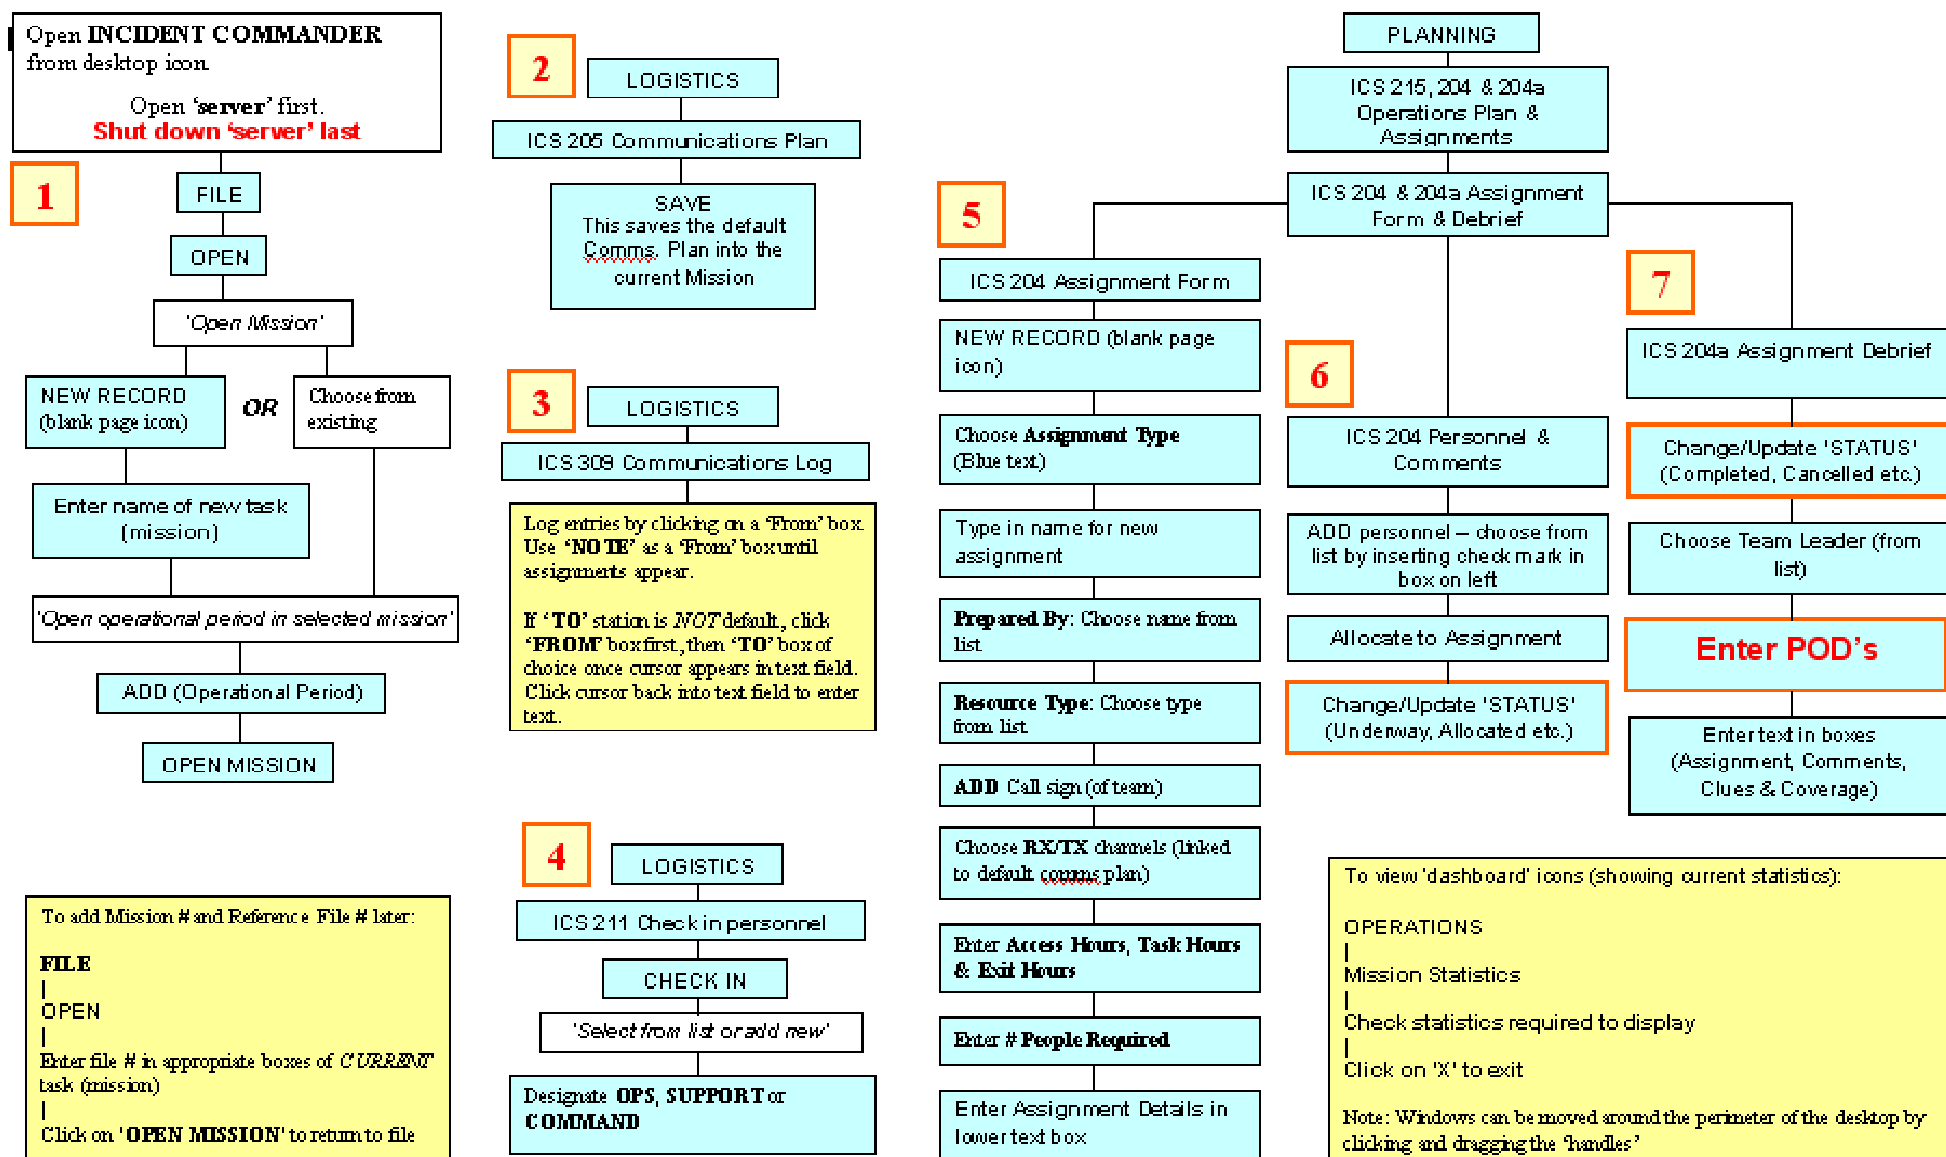 Open INCIDENT COMMANDER
from desktop icon.
Open 'server' first.
Shut down 'server' last
1
FILE
OPEN
'Open Mission'
NEW RECORD
(blank page icon)
OR
Choose from
existing
Enter name of new task
(mission)
'Open operational period in selected mission'
ADD (Operational Period)
OPEN MISSION
To add Mission # and Reference File # later:
FILE
|
OPEN
|
Enter file # in appropriate boxes of CURRENT
task (mission)
|
Click on 'OPEN MISSION' to return to file
2
LOGISTICS
ICS 205 Communications Plan
SAVE
This saves the default
Comms. Plan into the
current Mission
3
LOGISTICS
ICS 309 Communications Log
Log entries by clicking on a 'From' box.
Use 'NOTE' as a 'From' box until
assignments appear.
If 'TO' station is NOT default, click
'FROM' box first, then 'TO' box of
choice once cursor appears in text field.
Click cursor back into text field to enter
text.
4
LOGISTICS
ICS 211 Check in personnel
CHECK IN
'Select from list or add new'
Designate OPS, SUPPORT or
COMMAND
PLANNING
ICS 215, 204 & 204a
Operations Plan &
Assignments
ICS 204 & 204a Assignment
Form & Debrief
5
ICS 204 Assignment Form
NEW RECORD (blank page
icon)
Choose Assignment Type
(Blue text)
Type in name for new
assignment
Prepared By: Choose name from
list
Resource Type: Choose type
from list
ADD Call sign (of team)
Choose RX/TX channels (linked
to default comms plan)
Enter Access Hours, Task Hours
& Exit Hours
Enter # People Required
Enter Assignment Details in
lower text box
6
ICS 204 Personnel &
Comments
ADD personnel – choose from
list by inserting check mark in
box on left
Allocate to Assignment
Change/Update 'STATUS'
(Underway, Allocated etc.)
7
ICS 204a Assignment Debrief
Change/Update 'STATUS'
(Completed, Cancelled etc.)
Choose Team Leader (from
list)
Enter POD's
Enter text in boxes
(Assignment, Comments,
Clues & Coverage)
To view 'dashboard' icons (showing current statistics):
OPERATIONS
|
Mission Statistics
|
Check statistics required to display
|
Click on 'X' to exit
Note: Windows can be moved around the perimeter of the desktop by
clicking and dragging the 'handles'